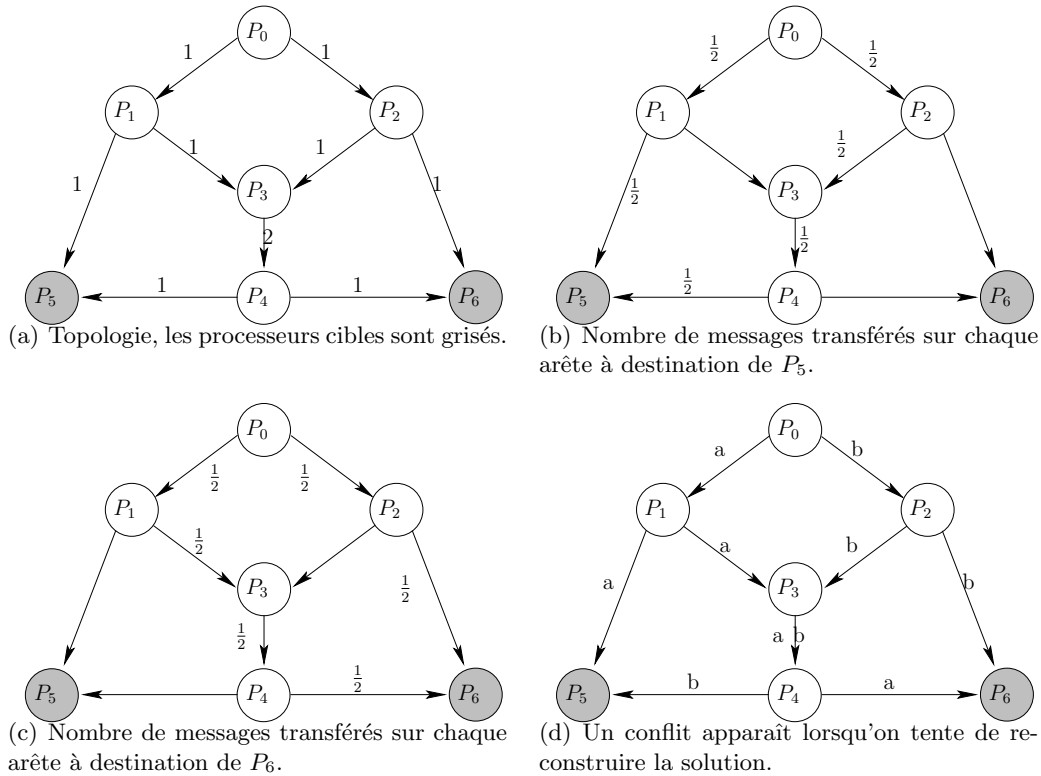 P0
1 1
P1 P2
1 1
1 P3 1
2
P5 1 P4 1 P6
(a) Topologie, les processeurs cibles sont grisés.
P0
1/2 1/2
P1 P2
1/2
1/2 P3
1/2
P5 1/2 P4 P6
(b) Nombre de messages transférés sur chaque
arête à destination de P5.
P0
1/2 1/2
P1 P2
1/2
P3 1/2
1/2
P5 P4 1/2 P6
(c) Nombre de messages transférés sur chaque
arête à destination de P6.
P0
a b
P1 P2
a b
a P3 b
a b
P5 b P4 a P6
(d) Un conflit apparaît lorsqu'on tente de re-
construire la solution.